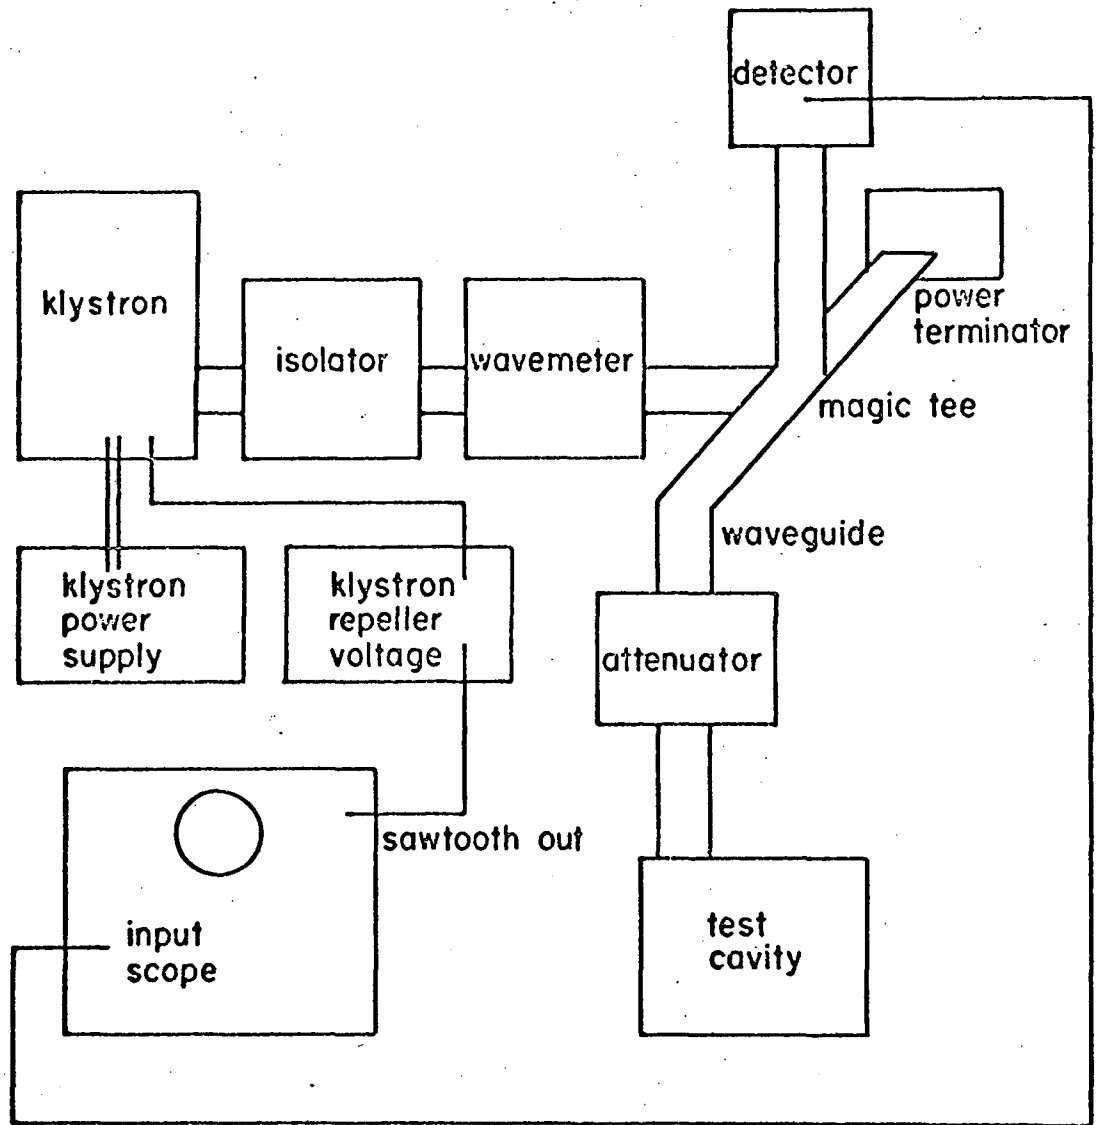 detector
klystron
isolator
wavemeter
power
terminator
magic tee
waveguide
klystron
power
supply
klystron
repeller
voltage
attenuator
sawtooth out
input
scope
test
cavity